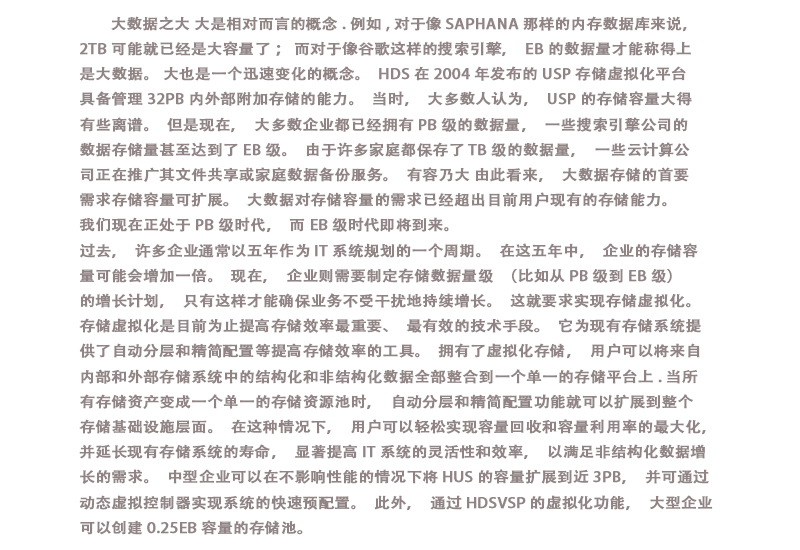 大数据之大 大是相对而言的概念 . 例如 , 对于像 SAPHANA 那样的内存数据库来说,
2TB 可能就已经是大容量了 ; 而对于像谷歌这样的搜索引擎, EB 的数据量才能称得上
是大数据。 大也是一个迅速变化的概念。 HDS 在 2004 年发布的 USP 存储虚拟化平台
具备管理 32PB 内外部附加存储的能力。 当时, 大多数人认为, USP 的存储容量大得
有些离谱。 但是现在, 大多数企业都已经拥有 PB 级的数据量, 一些搜索引擎公司的
数据存储量甚至达到了 EB 级。 由于许多家庭都保存了 TB 级的数据量, 一些云计算公
司正在推广其文件共享或家庭数据备份服务。 有容乃大 由此看来, 大数据存储的首要
需求存储容量可扩展。 大数据对存储容量的需求已经超出目前用户现有的存储能力。
我们现在正处于 PB 级时代, 而 EB 级时代即将到来。
过去, 许多企业通常以五年作为 IT 系统规划的一个周期。 在这五年中, 企业的存储容
量可能会增加一倍。 现在, 企业则需要制定存储数据量级 (比如从 PB 级到 EB 级)
的增长计划, 只有这样才能确保业务不受干扰地持续增长。 这就要求实现存储虚拟化。
存储虚拟化是目前为止提高存储效率最重要、 最有效的技术手段。 它为现有存储系统提
供了自动分层和精简配置等提高存储效率的工具。 拥有了虚拟化存储, 用户可以将来自
内部和外部存储系统中的结构化和非结构化数据全部整合到一个单一的存储平台上 . 当所
有存储资产变成一个单一的存储资源池时, 自动分层和精简配置功能就可以扩展到整个
存储基础设施层面。 在这种情况下, 用户可以轻松实现容量回收和容量利用率的最大化,
并延长现有存储系统的寿命, 显著提高 IT 系统的灵活性和效率, 以满足非结构化数据增
长的需求。 中型企业可以在不影响性能的情况下将 HUS 的容量扩展到近 3PB, 并可通过
动态虚拟控制器实现系统的快速预配置。 此外, 通过 HDSVSP 的虚拟化功能, 大型企业
可以创建 0.25EB 容量的存储池。